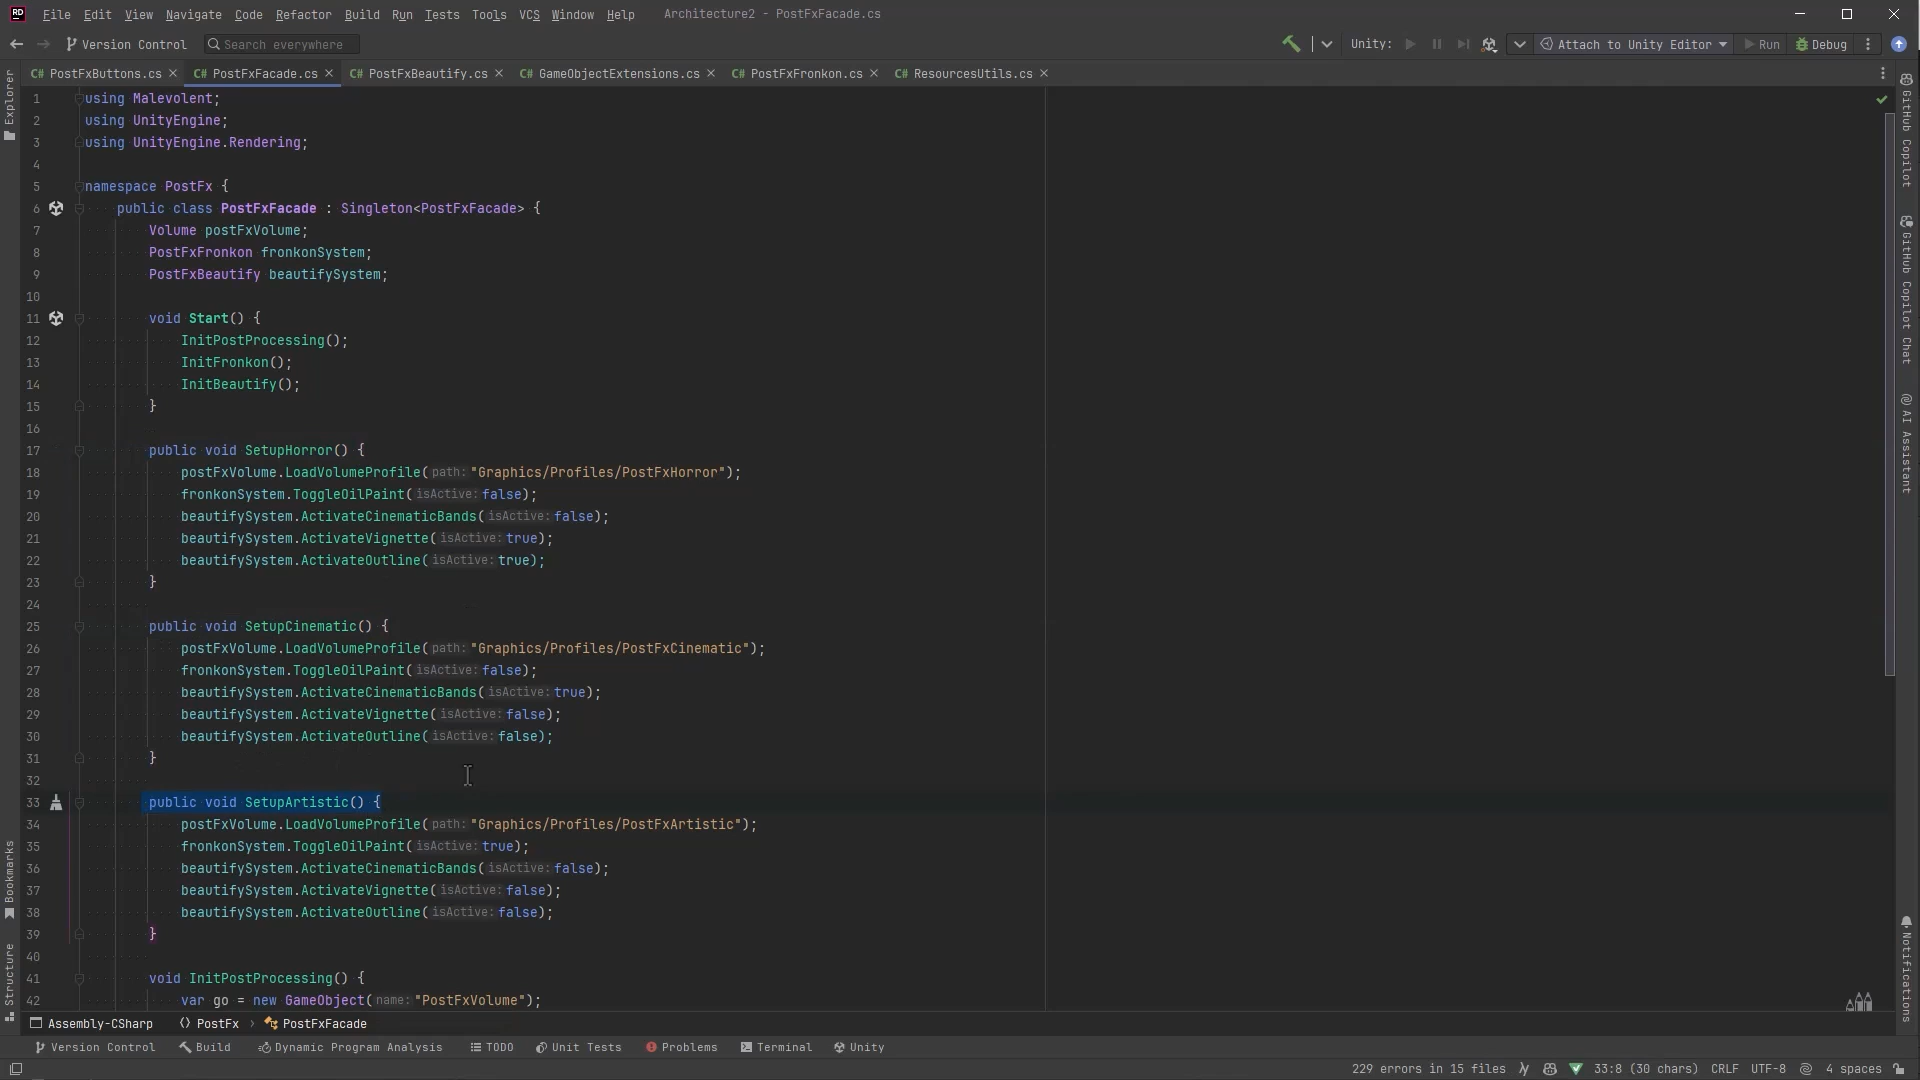 File Edit View Navigate Code Refactor Build Run Tests Tools VCS Window Help Architecture2 - PostFxFacade.cs
Version Control Search everywhere Unity: Attach to Unity Editor Run Debug
C# PostFxButtons.cs C# PostFxFacade.cs C# PostFxBeautify.cs C# GameObjectExtensions.cs C# PostFxFronkon.cs C# ResourcesUtils.cs
1 using Malevolent;
2 using UnityEngine;
3 using UnityEngine.Rendering;
4
5 namespace PostFx {
6 public class PostFxFacade : Singleton<PostFxFacade> {
7 Volume postFxVolume;
8 PostFxFronkon fronkonSystem;
9 PostFxBeautify beautifySystem;
10
11 void Start() {
12 InitPostProcessing();
13 InitFronkon();
14 InitBeautify();
15 }
16
17 public void SetupHorror() {
18 postFxVolume.LoadVolumeProfile(path: "Graphics/Profiles/PostFxHorror");
19 fronkonSystem.ToggleOilPaint(isActive: false);
20 beautifySystem.ActivateCinematicBands(isActive: false);
21 beautifySystem.ActivateVignette(isActive: true);
22 beautifySystem.ActivateOutline(isActive: true);
23 }
24
25 public void SetupCinematic() {
26 postFxVolume.LoadVolumeProfile(path: "Graphics/Profiles/PostFxCinematic");
27 fronkonSystem.ToggleOilPaint(isActive: false);
28 beautifySystem.ActivateCinematicBands(isActive: true);
29 beautifySystem.ActivateVignette(isActive: false);
30 beautifySystem.ActivateOutline(isActive: false);
31 }
32
33 public void SetupArtistic() {
34 postFxVolume.LoadVolumeProfile(path: "Graphics/Profiles/PostFxArtistic");
35 fronkonSystem.ToggleOilPaint(isActive: true);
36 beautifySystem.ActivateCinematicBands(isActive: false);
37 beautifySystem.ActivateVignette(isActive: false);
38 beautifySystem.ActivateOutline(isActive: false);
39 }
40
41 void InitPostProcessing() {
42 var go = new GameObject(name: "PostFxVolume");
Explorer
Bookmarks
Structure
GitHub Copilot
GitHub Copilot Chat
AI Assistant
Notifications
Assembly-CSharp PostFx PostFxFacade
Version Control Build Dynamic Program Analysis TODO Unit Tests Problems Terminal Unity
229 errors in 15 files 33:8 (30 chars) CRLF UTF-8 4 spaces